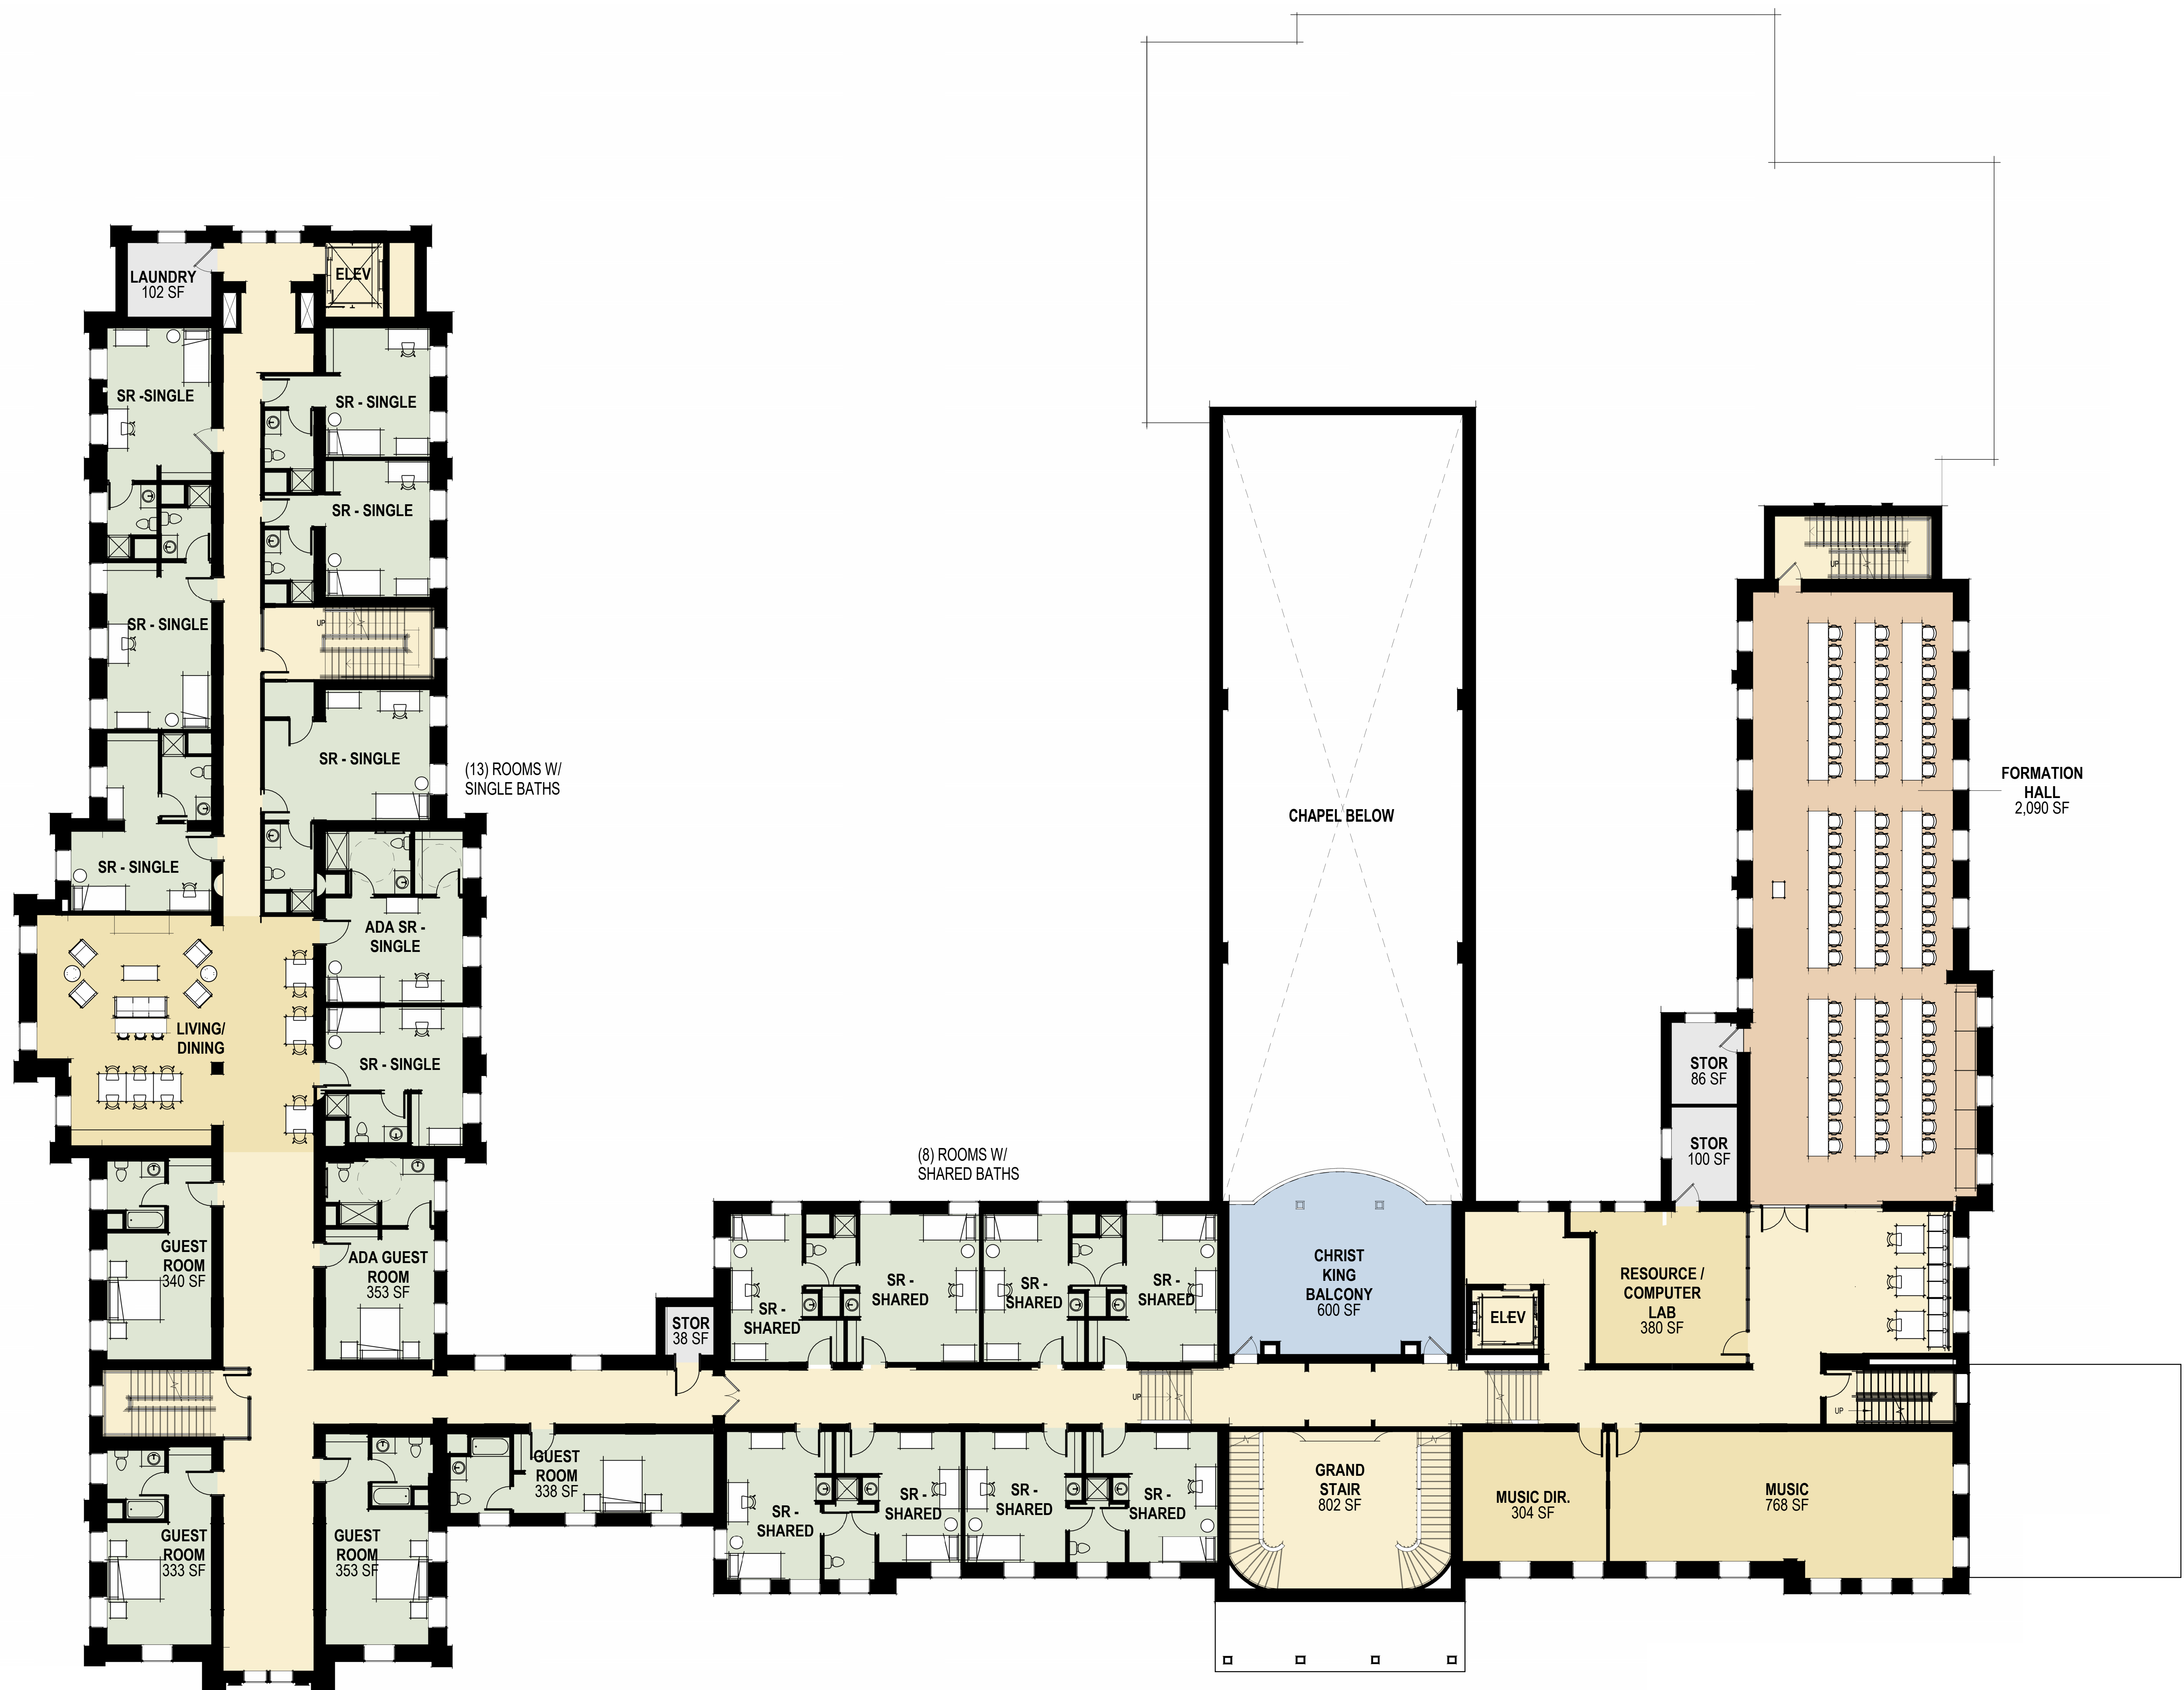 LAUNDRY
102 SF
ELEV
SR -SINGLE
SR - SINGLE
SR - SINGLE
UP
SR - SINGLE
SR - SINGLE
(13) ROOMS W/
SINGLE BATHS
SR - SINGLE
ADA SR -
SINGLE
LIVING/
DINING
SR - SINGLE
GUEST
ROOM
340 SF
ADA GUEST
ROOM
353 SF
GUEST
ROOM
333 SF
GUEST
ROOM
353 SF
GUEST
ROOM
338 SF
STOR
38 SF
(8) ROOMS W/
SHARED BATHS
SR -
SHARED
SR -
SHARED
SR -
SHARED
SR -
SHARED
UP
SR -
SHARED
SR -
SHARED
SR -
SHARED
SR -
SHARED
CHAPEL BELOW
CHRIST
KING
BALCONY
600 SF
GRAND
STAIR
802 SF
ELEV
RESOURCE /
COMPUTER
LAB
380 SF
MUSIC DIR.
304 SF
MUSIC
768 SF
UP
STOR
86 SF
STOR
100 SF
UP
FORMATION
HALL
2,090 SF